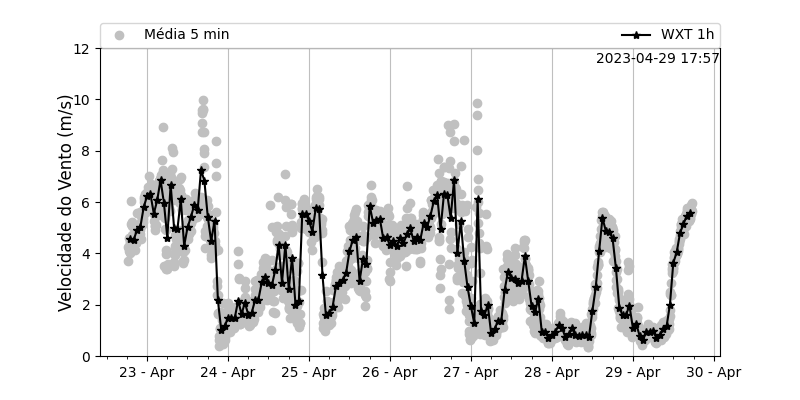 Média 5 min
WXT 1h
2023-04-29 17:57
Velocidade do Vento (m/s)
12
10
8
6
4
2
0
23 - Apr
24 - Apr
25 - Apr
26 - Apr
27 - Apr
28 - Apr
29 - Apr
30 - Apr